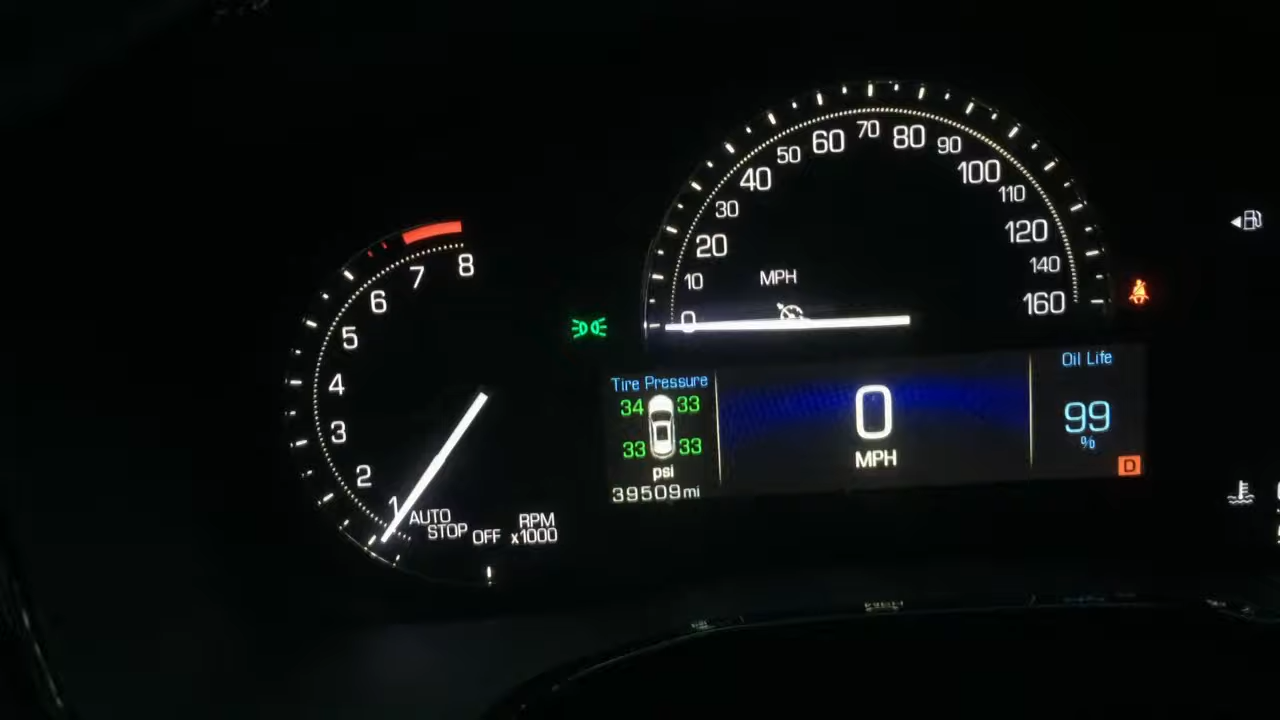 8
7
6
5
4
3
2
1
AUTO
STOP
OFF
RPM
x1000
0
10
20
30
40
50
60
70
80
90
100
110
120
140
160
MPH
Tire Pressure
34 33
33 33
psi
39509mi
0
MPH
Oil Life
99
%
D